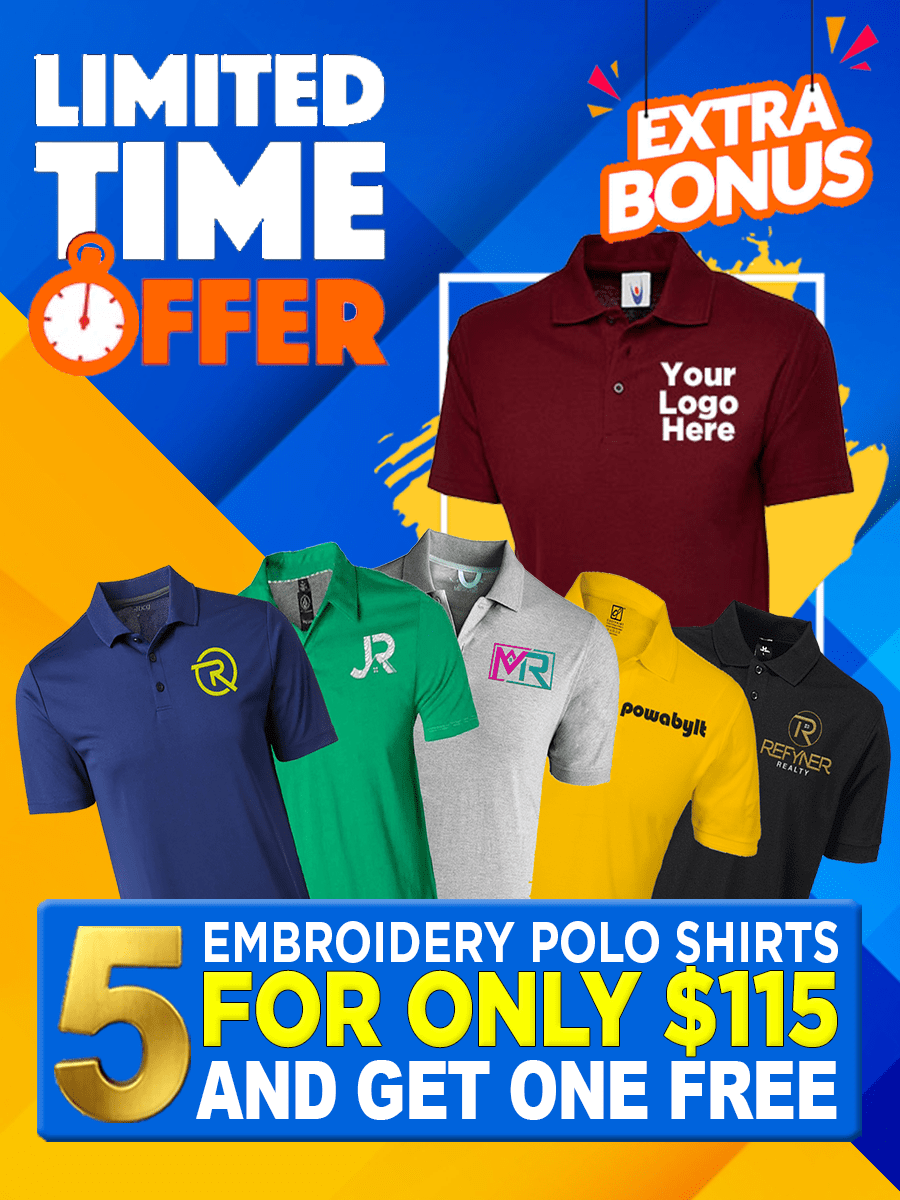 LIMITED
TIME
OFFER
EXTRA
BONUS
Your
Logo
Here
R
JR
MR
powabylt
R
REFYNER
REALTY
5
EMBROIDERY POLO SHIRTS
FOR ONLY $115
AND GET ONE FREE